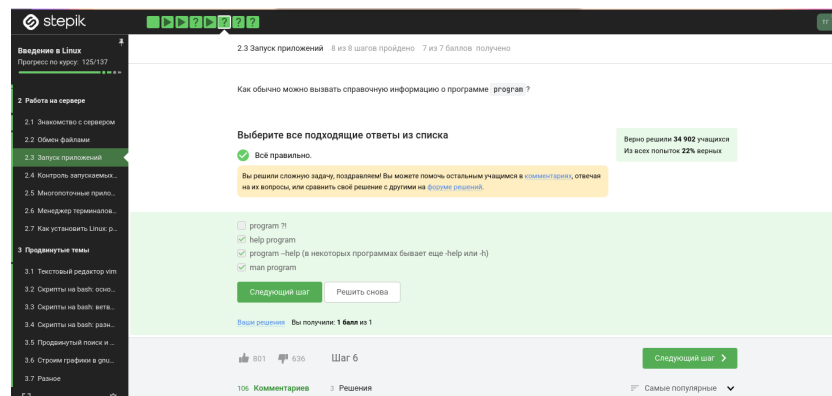 stepik
тг
Введение в Linux
Прогресс по курсу: 125/137
2 Работа на сервере
2.1 Знакомство с сервером
2.2 Обмен файлами
2.3 Запуск приложений
2.4 Контроль запускаемых...
2.5 Многопоточные прило...
2.6 Менеджер терминалов...
2.7 Как установить Linux: р...
3 Продвинутые темы
3.1 Текстовый редактор vim
3.2 Скрипты на bash: осно...
3.3 Скрипты на bash: ветв...
3.4 Скрипты на bash: разн...
3.5 Продвинутый поиск и ...
3.6 Строим графики в gnu...
3.7 Разное
2.3 Запуск приложений 8 из 8 шагов пройдено 7 из 7 баллов получено
Как обычно можно вызвать справочную информацию о программе program ?
Выберите все подходящие ответы из списка
Верно решили 34 902 учащихся
Из всех попыток 22% верных
Всё правильно.
Вы решили сложную задачу, поздравляем! Вы можете помочь остальным учащимся в комментариях, отвечая
на их вопросы, или сравнить своё решение с другими на форуме решений.
program ?!
help program
program --help (в некоторых программах бывает еще -help или -h)
man program
Следующий шаг Решить снова
Ваши решения Вы получили: 1 балл из 1
801 636 Шаг 6 Следующий шаг
106 Комментариев 3 Решения Самые популярные